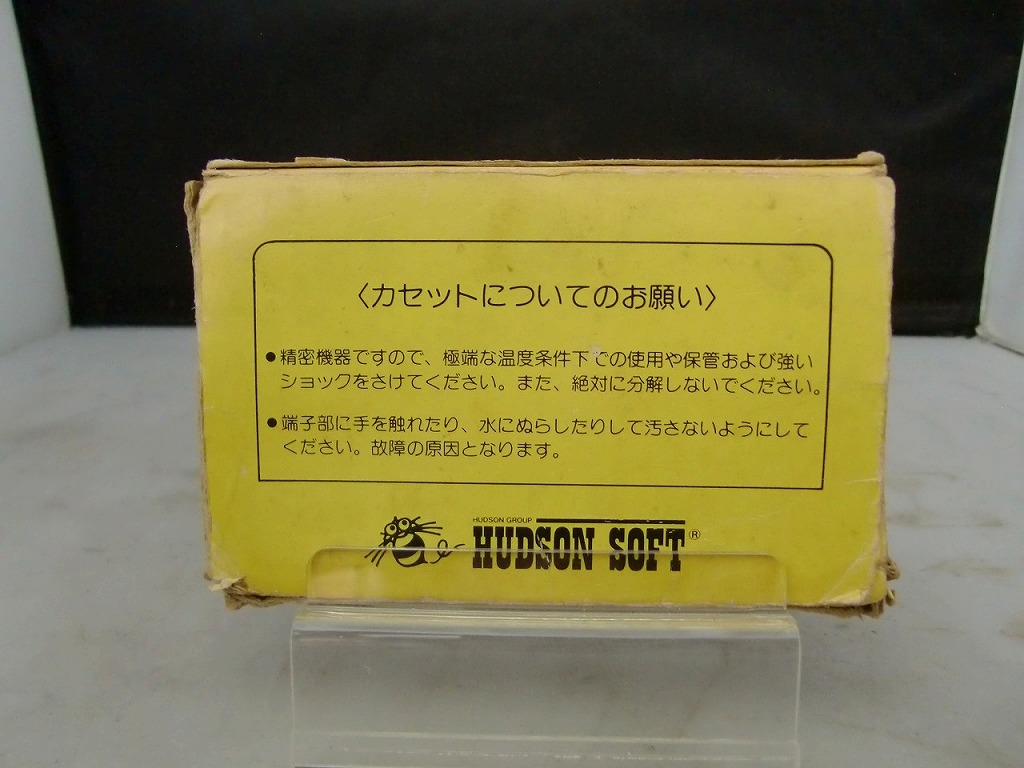 〈カセットについてのお願い〉
●精密機器ですので、極端な温度条件下での使用や保管および強い
ショックをさけてください。また、絶対に分解しないでください。
●端子部に手を触れたり、水にぬらしたりして汚さないようにして
ください。故障の原因となります。
HUDSON GROUP
HUDSON SOFT®